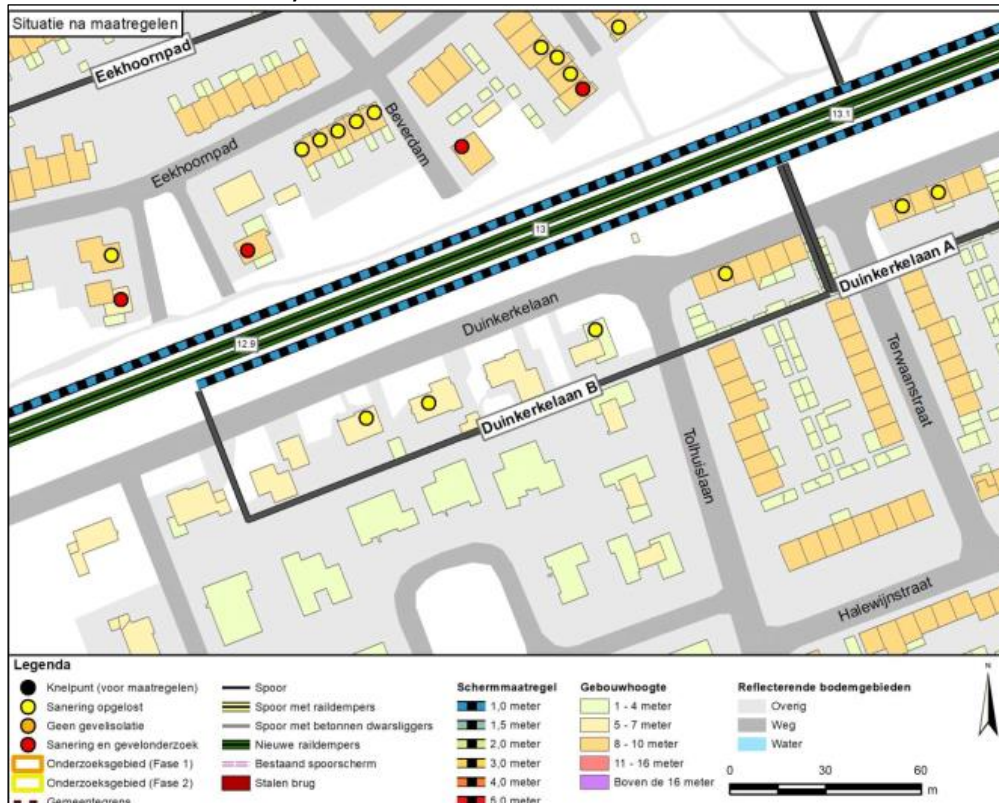 Situatie na maatregelen
Eekhoornpad
Beverdam
Eekhoornpad
13.1
13
12.9
Duinkerkelaan
Duinkerkelaan A
Duinkerkelaan B
Terwaanstraat
Tolhuislaan
Halewijnstraat
Legenda
Knelpunt (voor maatregelen)
Sanering opgelost
Geen gevelisolatie
Sanering en gevelonderzoek
Onderzoeksgebied (Fase 1)
Onderzoeksgebied (Fase 2)
Gemeentegrens
Spoor
Spoor met raildempers
Spoor met betonnen dwarsliggers
Nieuwe raildempers
Bestaand spoorscherm
Stalen brug
Schermmaatregel
1,0 meter
1,5 meter
2,0 meter
3,0 meter
4,0 meter
5,0 meter
Gebouwhoogte
1 - 4 meter
5 - 7 meter
8 - 10 meter
11 - 16 meter
Boven de 16 meter
Reflecterende bodemgebieden
Overig
Weg
Water
N
0 30 60
m